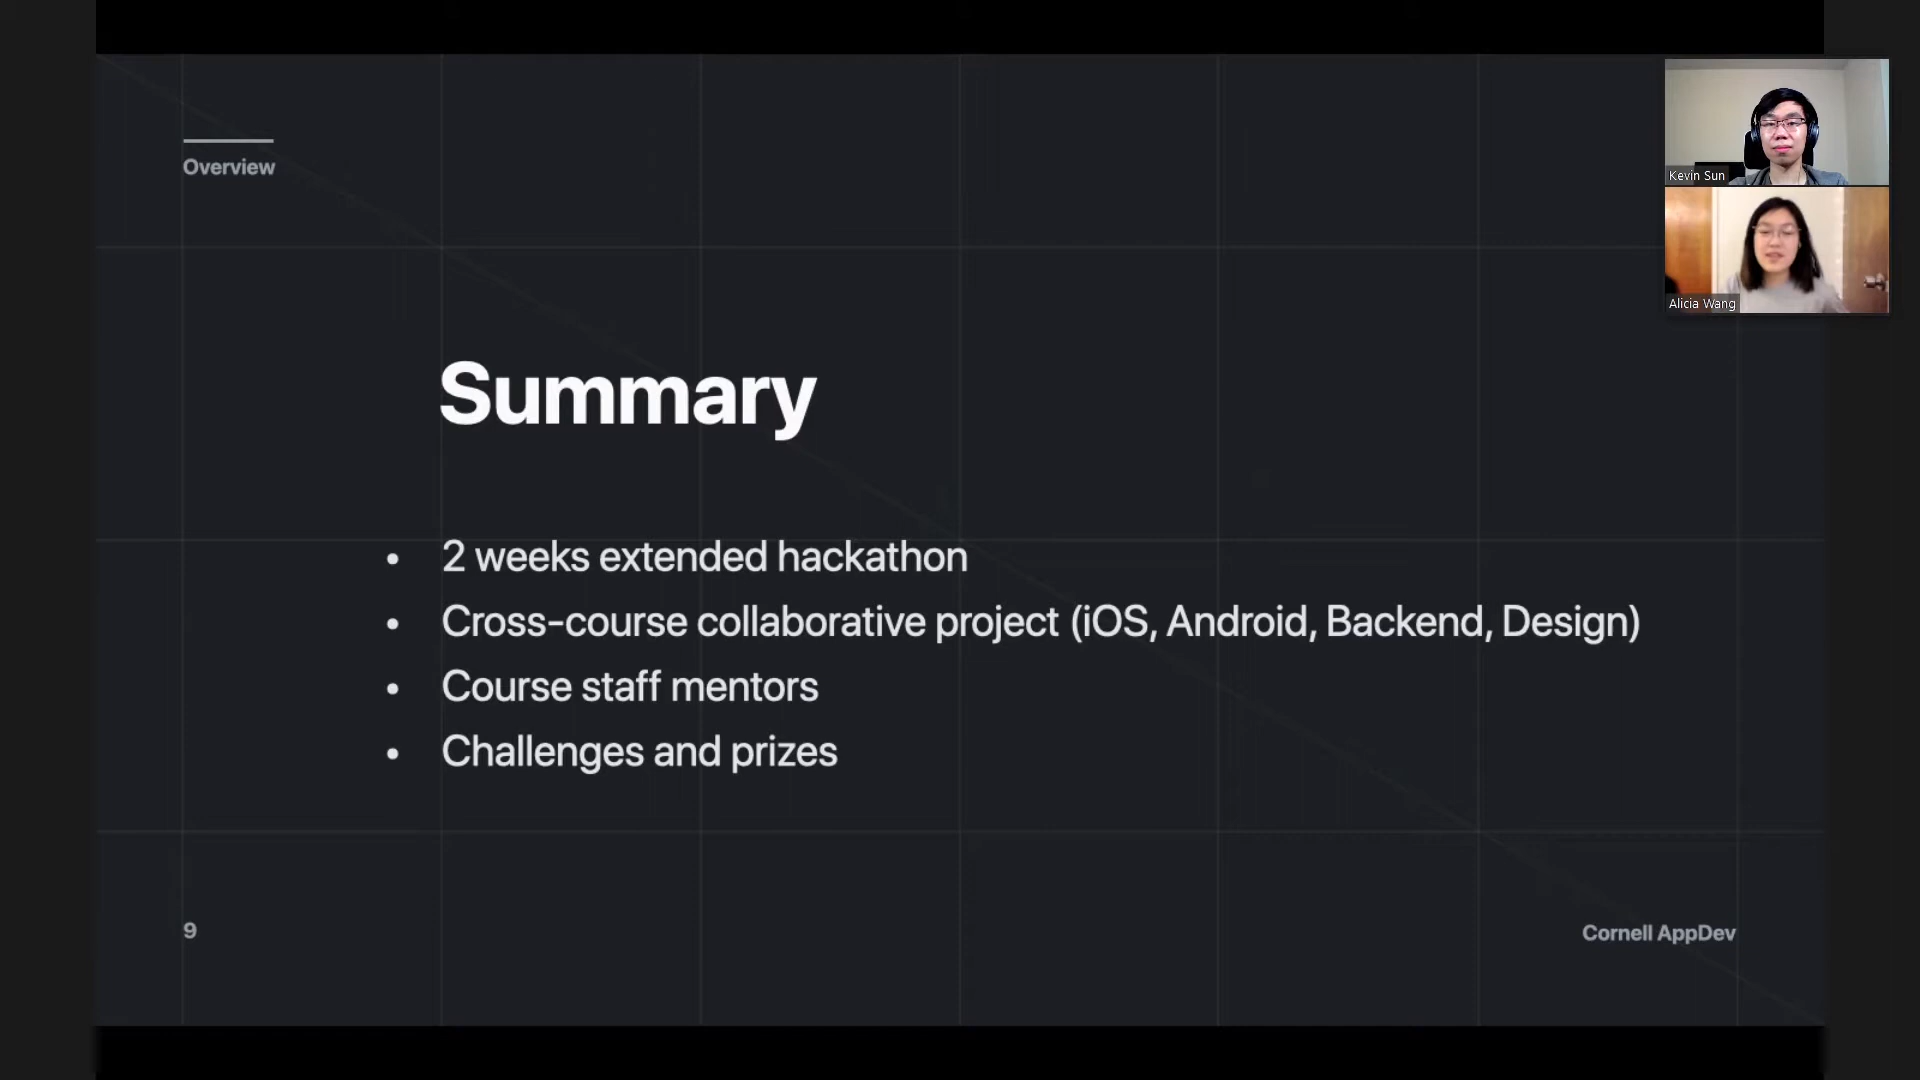 Overview
Kevin Sun
Alicia Wang
Summary
• 2 weeks extended hackathon
• Cross-course collaborative project (iOS, Android, Backend, Design)
• Course staff mentors
• Challenges and prizes
9
Cornell AppDev